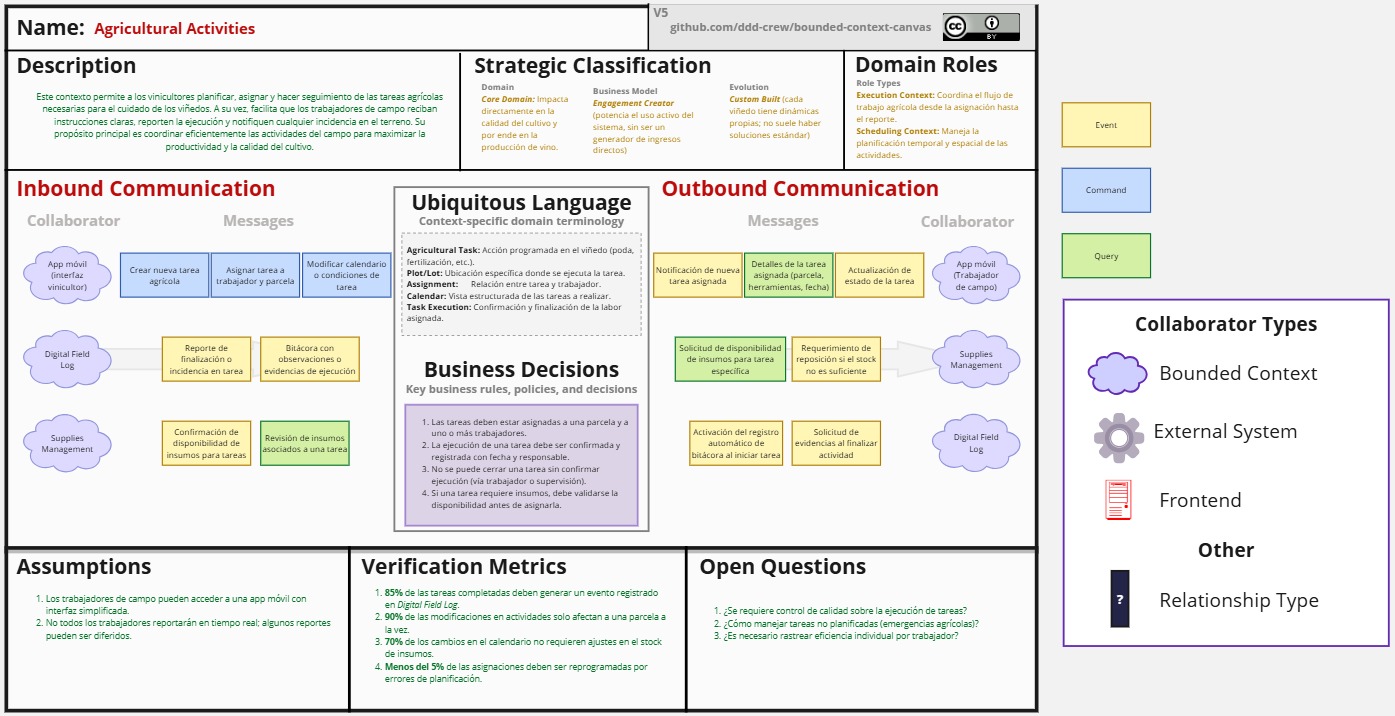 Name: Agricultural Activities
V5
github.com/ddd-crew/bounded-context-canvas
cc
BY
Description
Este contexto permite a los vinicultores planificar, asignar y hacer seguimiento de las tareas agrícolas
necesarias para el cuidado de los viñedos. A su vez, facilita que los trabajadores de campo reciban
instrucciones claras, reporten la ejecución y notifiquen cualquier incidencia en el terreno. Su
propósito principal es coordinar eficientemente las actividades del campo para maximizar la
productividad y la calidad del cultivo.
Strategic Classification
Domain
Core Domain: Impacta
directamente en la
calidad del cultivo y
por ende en la
producción de vino.
Business Model
Engagement Creator
(potencia el uso activo del
sistema, sin ser un
generador de ingresos
directos)
Evolution
Custom Built (cada
viñedo tiene dinámicas
propias; no suele haber
soluciones estándar)
Domain Roles
Role Types
Execution Context: Coordina el flujo de
trabajo agrícola desde la asignación hasta
el reporte.
Scheduling Context: Maneja la
planificación temporal y espacial de las
actividades.
Inbound Communication
Collaborator
Messages
App móvil
(interfaz
vinicultor)
Crear nueva tarea
agrícola
Asignar tarea a
trabajador y parcela
Modificar calendario
o condiciones de
tarea
Digital Field
Log
Reporte de
finalización o
incidencia en tarea
Bitácora con
observaciones o
evidencias de ejecución
Supplies
Management
Confirmación de
disponibilidad de
insumos para tareas
Revisión de insumos
asociados a una tarea
Ubiquitous Language
Context-specific domain terminology
Agricultural Task: Acción programada en el viñedo (poda,
fertilización, etc.).
Plot/Lot: Ubicación específica donde se ejecuta la tarea.
Assignment: Relación entre tarea y trabajador.
Calendar: Vista estructurada de las tareas a realizar.
Task Execution: Confirmación y finalización de la labor
asignada.
Business Decisions
Key business rules, policies, and decisions
1. Las tareas deben estar asignadas a una parcela y a
uno o más trabajadores.
2. La ejecución de una tarea debe ser confirmada y
registrada con fecha y responsable.
3. No se puede cerrar una tarea sin confirmar
ejecución (vía trabajador o supervisión).
4. Si una tarea requiere insumos, debe validarse la
disponibilidad antes de asignarla.
Outbound Communication
Messages
Collaborator
Notificación de nueva
tarea asignada
Detalles de la tarea
asignada (parcela,
herramientas, fecha)
Actualización de
estado de la tarea
App móvil
(Trabajador
de campo)
Solicitud de disponibilidad
de insumos para tarea
específica
Requerimiento de
reposición si el stock
no es suficiente
Supplies
Management
Activación del registro
automático de
bitácora al iniciar tarea
Solicitud de
evidencias al finalizar
actividad
Digital Field
Log
Assumptions
1. Los trabajadores de campo pueden acceder a una app móvil con
interfaz simplificada.
2. No todos los trabajadores reportarán en tiempo real; algunos reportes
pueden ser diferidos.
Verification Metrics
1. 85% de las tareas completadas deben generar un evento registrado
en Digital Field Log.
2. 90% de las modificaciones en actividades solo afectan a una parcela a
la vez.
3. 70% de los cambios en el calendario no requieren ajustes en el stock
de insumos.
4. Menos del 5% de las asignaciones deben ser reprogramadas por
errores de planificación.
Open Questions
1. ¿Se requiere control de calidad sobre la ejecución de tareas?
2. ¿Cómo manejar tareas no planificadas (emergencias agrícolas)?
3. ¿Es necesario rastrear eficiencia individual por trabajador?
Event
Command
Query
Collaborator Types
Bounded Context
External System
Frontend
Other
?
Relationship Type